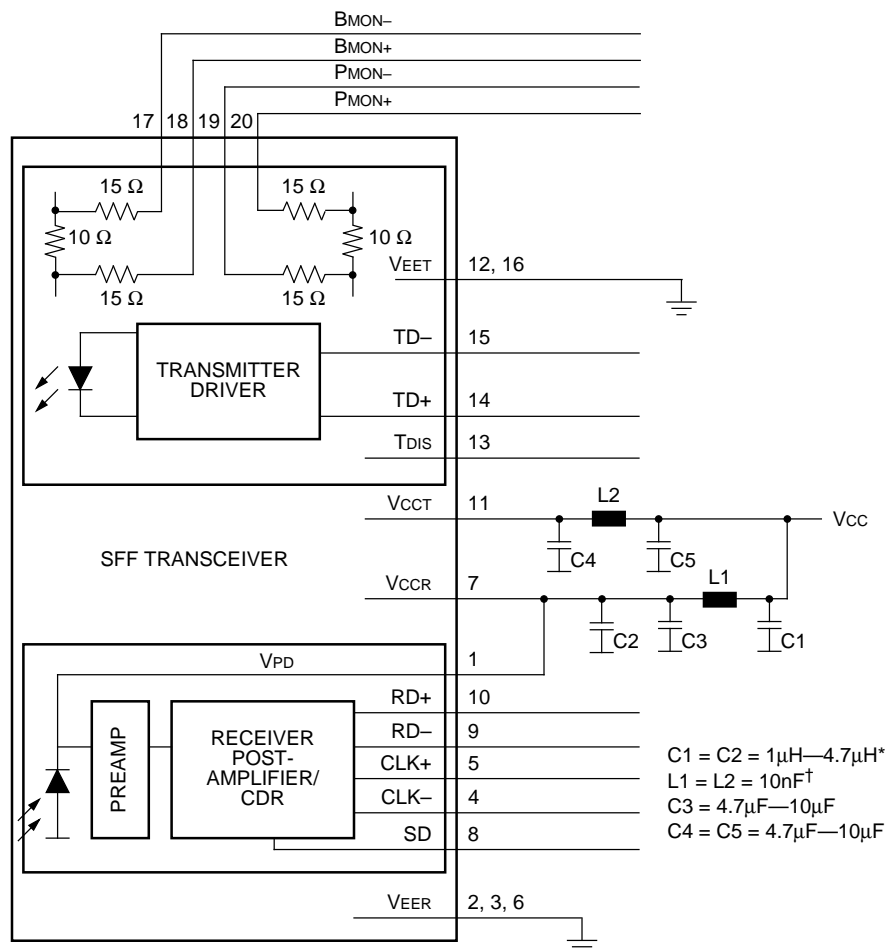 BMON–
BMON+
PMON–
PMON+
17 18 19 20
15 Ω 15 Ω
10 Ω 10 Ω
15 Ω 15 Ω
VEET 12, 16
TD– 15
TRANSMITTER
DRIVER
TD+ 14
TDIS 13
VCCT 11 L2 VCC
C4 C5
SFF TRANSCEIVER
VCCR 7 L1
C2 C3 C1
VPD 1
RD+ 10
RD– 9
CLK+ 5
CLK– 4
SD 8
PREAMP
RECEIVER
POST-
AMPLIFIER/
CDR
C1 = C2 = 1µH—4.7µH*
L1 = L2 = 10nF†
C3 = 4.7µF—10µF
C4 = C5 = 4.7µF—10µF
VEER 2, 3, 6